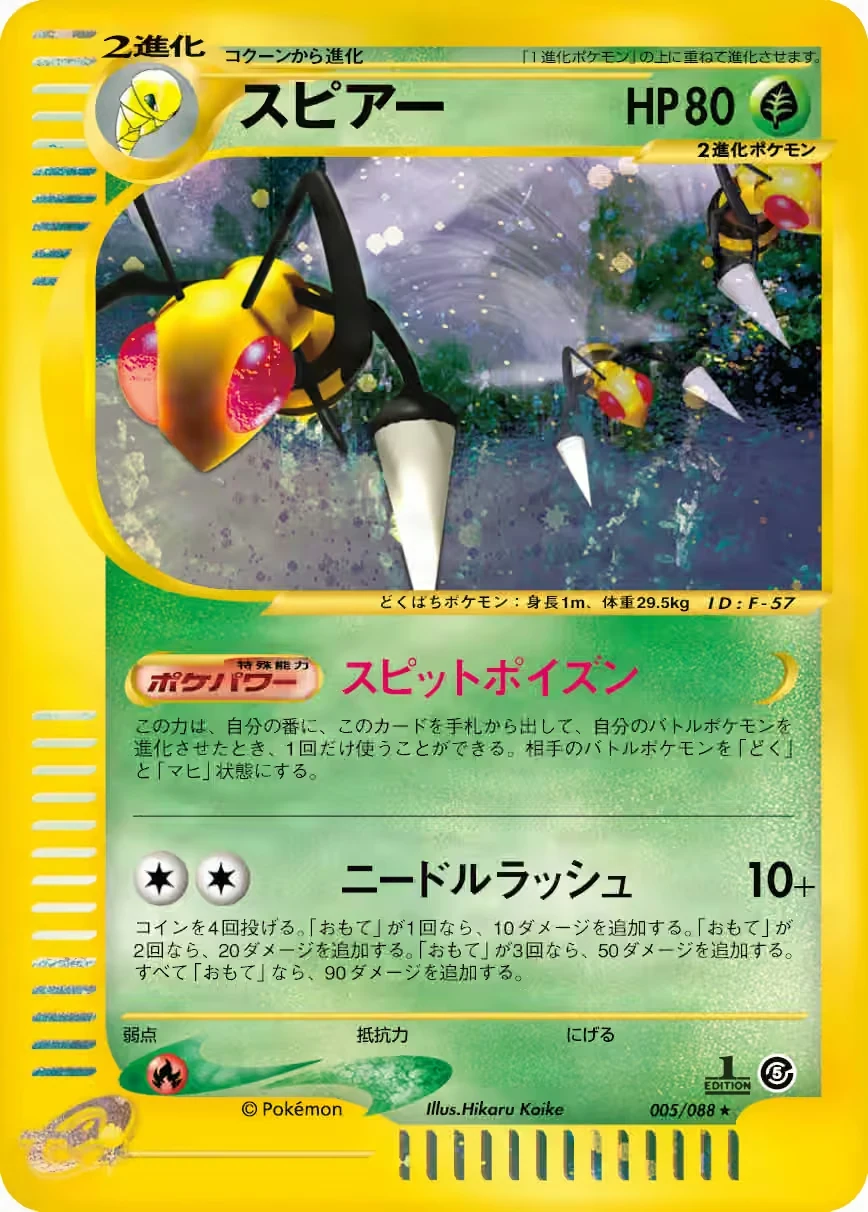 2進化
コクーンから進化
「1進化ポケモン」の上に重ねて進化させます。
スピアー
HP80
2進化ポケモン
どくばちポケモン：身長1m、体重29.5kg ID:F-57
特殊能力
ポケパワー
スピットポイズン
この力は、自分の番に、このカードを手札から出して、自分のバトルポケモンを
進化させたとき、1回だけ使うことができる。相手のバトルポケモンを「どく」
と「マヒ」状態にする。
ニードルラッシュ 10+
コインを4回投げる。「おもて」が1回なら、10ダメージを追加する。「おもて」が
2回なら、20ダメージを追加する。「おもて」が3回なら、50ダメージを追加する。
すべて「おもて」なら、90ダメージを追加する。
弱点 抵抗力 にげる
1
EDITION
5
© Pokémon Illus.Hikaru Koike 005/088 ★